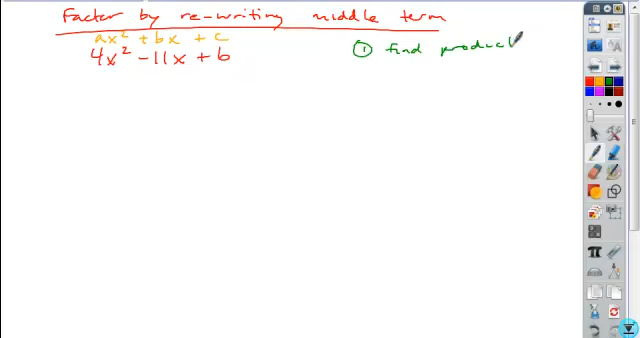 Factor by re-writing middle term
ax² + bx + c
4x² - 11x + 6
① find product